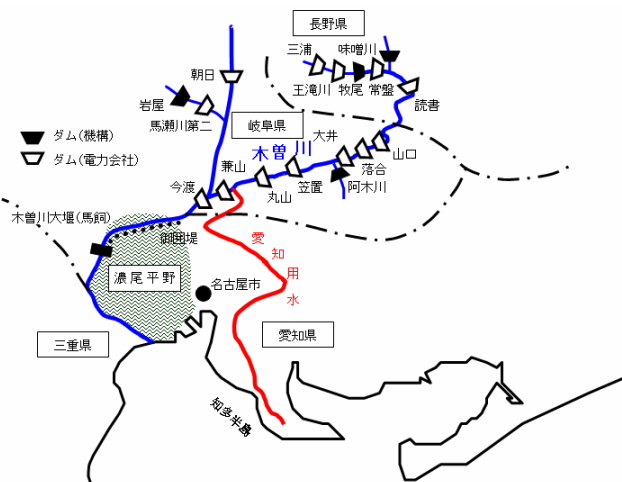 長野県
三浦
味噌川
朝日
王滝川
牧尾
常盤
岩屋
読書
馬瀬川第二
岐阜県
ダム(機構)
大井
木曽川
山口
ダム(電力会社)
兼山
落合
今渡
笠置
阿木川
丸山
木曽川大堰(馬飼)
御囲堤
愛知用水
濃尾平野
名古屋市
三重県
愛知県
知多半島